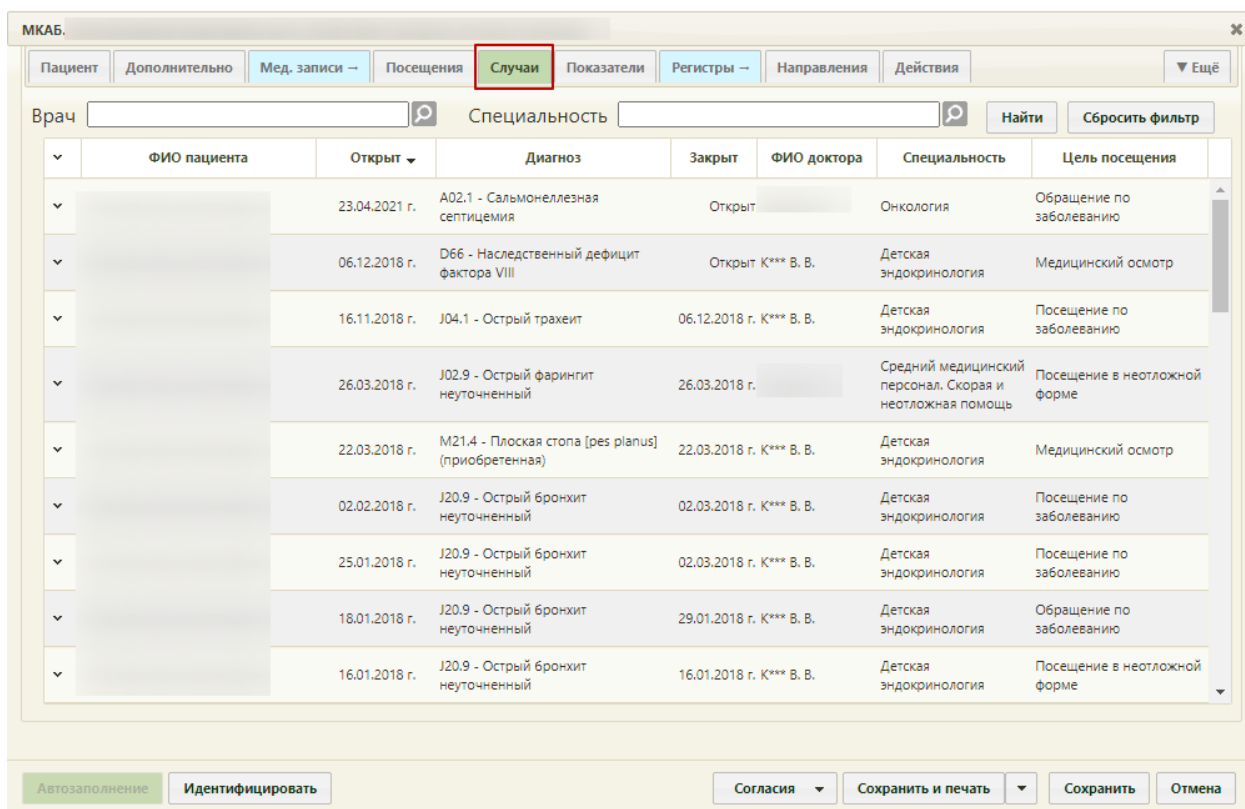 МКАБ.
Пациент Дополнительно Мед. записи → Посещения Случаи Показатели Регистры → Направления Действия ▼ Ещё
Врач Специальность Найти Сбросить фильтр
ФИО пациента Открыт Диагноз Закрыт ФИО доктора Специальность Цель посещения
23.04.2021 г. A02.1 - Сальмонеллезная септицемия Открыт Онкология Обращение по заболеванию
06.12.2018 г. D66 - Наследственный дефицит фактора VIII Открыт К*** В. В. Детская эндокринология Медицинский осмотр
16.11.2018 г. J04.1 - Острый трахеит 06.12.2018 г. К*** В. В. Детская эндокринология Посещение по заболеванию
26.03.2018 г. J02.9 - Острый фарингит неуточненный 26.03.2018 г. Средний медицинский персонал. Скорая и неотложная помощь Посещение в неотложной форме
22.03.2018 г. M21.4 - Плоская стопа [pes planus] (приобретенная) 22.03.2018 г. К*** В. В. Детская эндокринология Медицинский осмотр
02.02.2018 г. J20.9 - Острый бронхит неуточненный 02.03.2018 г. К*** В. В. Детская эндокринология Посещение по заболеванию
25.01.2018 г. J20.9 - Острый бронхит неуточненный 02.03.2018 г. К*** В. В. Детская эндокринология Посещение по заболеванию
18.01.2018 г. J20.9 - Острый бронхит неуточненный 29.01.2018 г. К*** В. В. Детская эндокринология Обращение по заболеванию
16.01.2018 г. J20.9 - Острый бронхит неуточненный 16.01.2018 г. К*** В. В. Детская эндокринология Посещение в неотложной форме
Автозаполнение Идентифицировать Согласия Сохранить и печать Сохранить Отмена